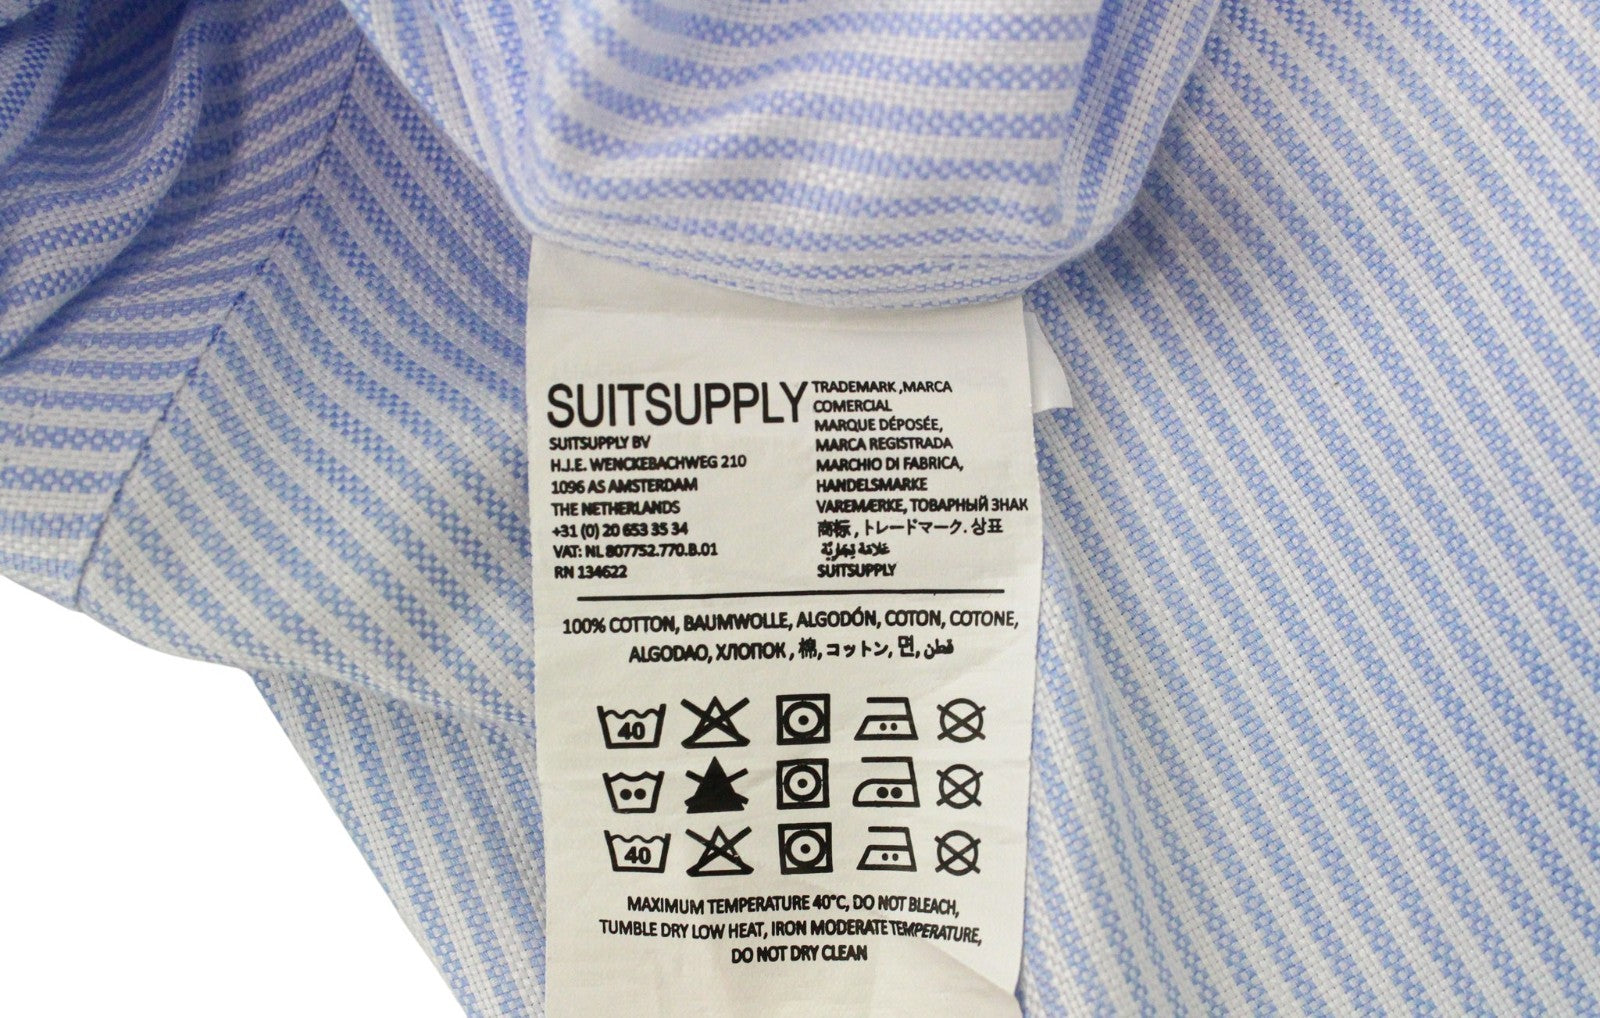 SUITSUPPLY
SUITSUPPLY BV
H.J.E. WENCKEBACHWEG 210
1096 AS AMSTERDAM
THE NETHERLANDS
+31 (0) 20 653 35 34
VAT: NL 807752.770.B.01
RN 134622
TRADEMARK ,MARCA
COMERCIAL
MARQUE DÉPOSÉE,
MARCA REGISTRADA
MARCHIO DI FABRICA,
HANDELSMARKE
VAREMÆRKE, ТОВАРНЫЙ ЗНАК
商标 , トレードマーク. 상표
علامة تجارية
SUITSUPPLY
100% COTTON, BAUMWOLLE, ALGODÓN, COTON, COTONE,
ALGODAO, ХЛОПОК , 棉, コットン, 면, قطن
40
40
MAXIMUM TEMPERATURE 40°C, DO NOT BLEACH,
TUMBLE DRY LOW HEAT, IRON MODERATE TEMPERATURE,
DO NOT DRY CLEAN